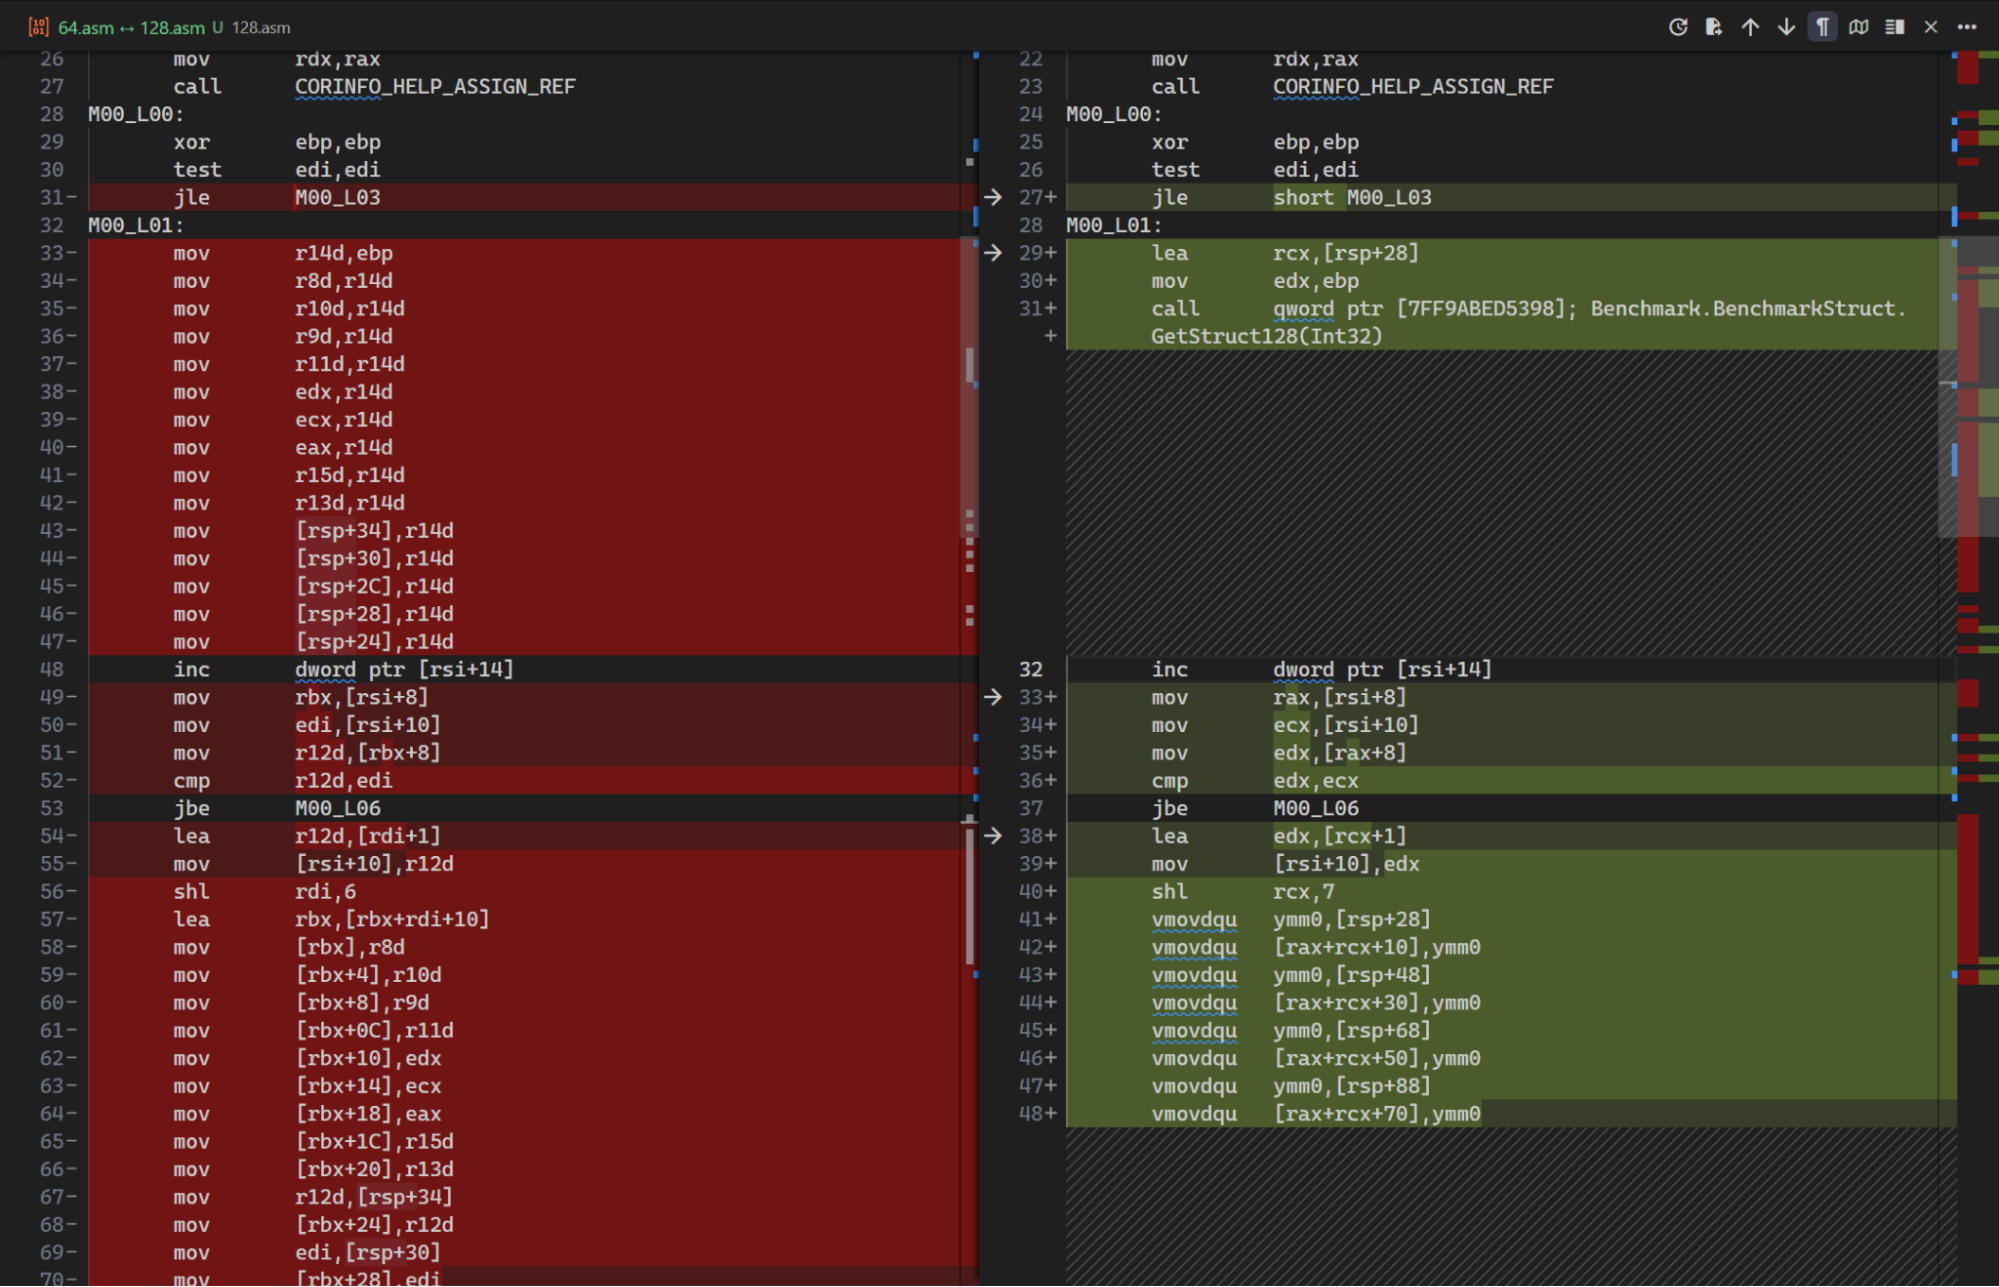 64.asm ↔ 128.asm U 128.asm
26 mov rdx,rax
27 call CORINFO_HELP_ASSIGN_REF
28 M00_L00:
29 xor ebp,ebp
30 test edi,edi
31- jle M00_L03
32 M00_L01:
33- mov r14d,ebp
34- mov r8d,r14d
35- mov r10d,r14d
36- mov r9d,r14d
37- mov r11d,r14d
38- mov edx,r14d
39- mov ecx,r14d
40- mov eax,r14d
41- mov r15d,r14d
42- mov r13d,r14d
43- mov [rsp+34],r14d
44- mov [rsp+30],r14d
45- mov [rsp+2C],r14d
46- mov [rsp+28],r14d
47- mov [rsp+24],r14d
48 inc dword ptr [rsi+14]
49- mov rbx,[rsi+8]
50- mov edi,[rsi+10]
51- mov r12d,[rbx+8]
52- cmp r12d,edi
53 jbe M00_L06
54- lea r12d,[rdi+1]
55- mov [rsi+10],r12d
56- shl rdi,6
57- lea rbx,[rbx+rdi+10]
58- mov [rbx],r8d
59- mov [rbx+4],r10d
60- mov [rbx+8],r9d
61- mov [rbx+0C],r11d
62- mov [rbx+10],edx
63- mov [rbx+14],ecx
64- mov [rbx+18],eax
65- mov [rbx+1C],r15d
66- mov [rbx+20],r13d
67- mov r12d,[rsp+34]
68- mov [rbx+24],r12d
69- mov edi,[rsp+30]
70- mov [rbx+28],edi
22 mov rdx,rax
23 call CORINFO_HELP_ASSIGN_REF
24 M00_L00:
25 xor ebp,ebp
26 test edi,edi
27+ jle short M00_L03
28 M00_L01:
29+ lea rcx,[rsp+28]
30+ mov edx,ebp
31+ call qword ptr [7FF9ABED5398]; Benchmark.BenchmarkStruct.
+ GetStruct128(Int32)
32 inc dword ptr [rsi+14]
33+ mov rax,[rsi+8]
34+ mov ecx,[rsi+10]
35+ mov edx,[rax+8]
36+ cmp edx,ecx
37 jbe M00_L06
38+ lea edx,[rcx+1]
39+ mov [rsi+10],edx
40+ shl rcx,7
41+ vmovdqu ymm0,[rsp+28]
42+ vmovdqu [rax+rcx+10],ymm0
43+ vmovdqu ymm0,[rsp+48]
44+ vmovdqu [rax+rcx+30],ymm0
45+ vmovdqu ymm0,[rsp+68]
46+ vmovdqu [rax+rcx+50],ymm0
47+ vmovdqu ymm0,[rsp+88]
48+ vmovdqu [rax+rcx+70],ymm0